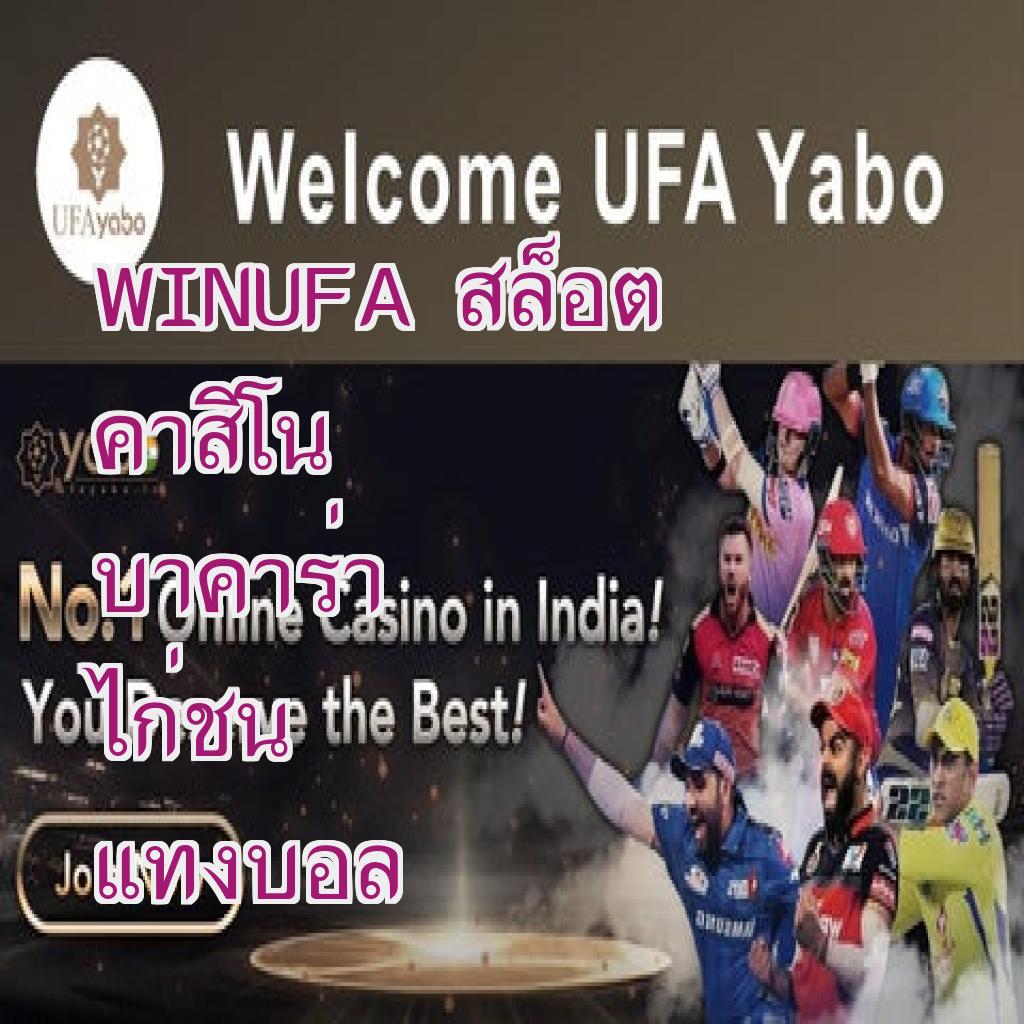 UFAyabo
Welcome UFA Yabo
WINUFA สล็อต
คาสิโน
บาคาร่า
ไก่ชน
แทงบอล
No.1 Online Casino in India!
You the Best!
22